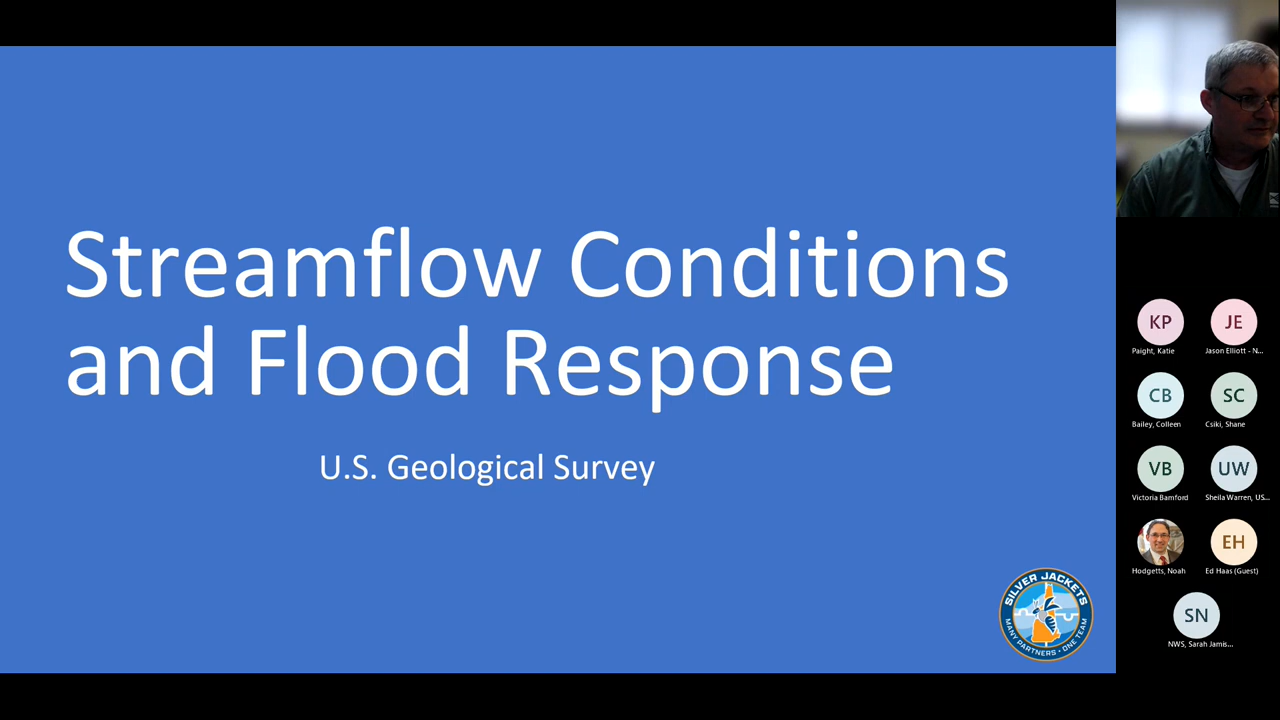 Streamflow Conditions
and Flood Response
U.S. Geological Survey
SILVER JACKETS
MANY PARTNERS • ONE TEAM
KP
Paight, Katie
JE
Jason Elliott - N...
CB
Bailey, Colleen
SC
Csiki, Shane
VB
Victoria Bamford
UW
Sheila Warren, US...
Hodgetts, Noah
EH
Ed Haas (Guest)
SN
NWS, Sarah Jamis...